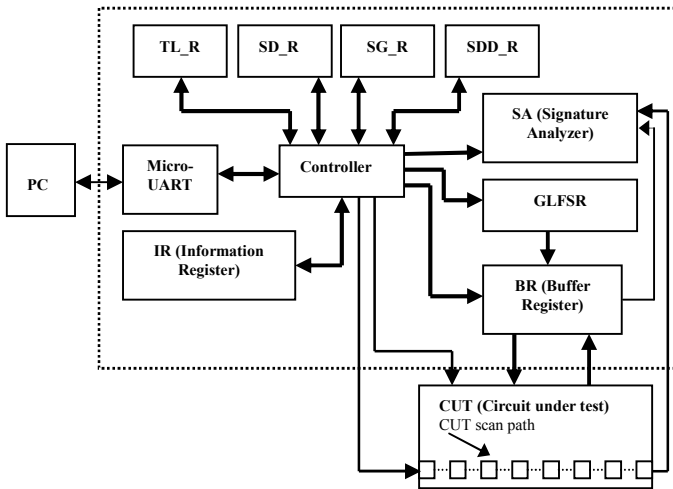 TL_R
SD_R
SG_R
SDD_R
SA (Signature
Analyzer)
PC
Micro-
UART
Controller
GLFSR
IR (Information
Register)
BR (Buffer
Register)
CUT (Circuit under test)
CUT scan path